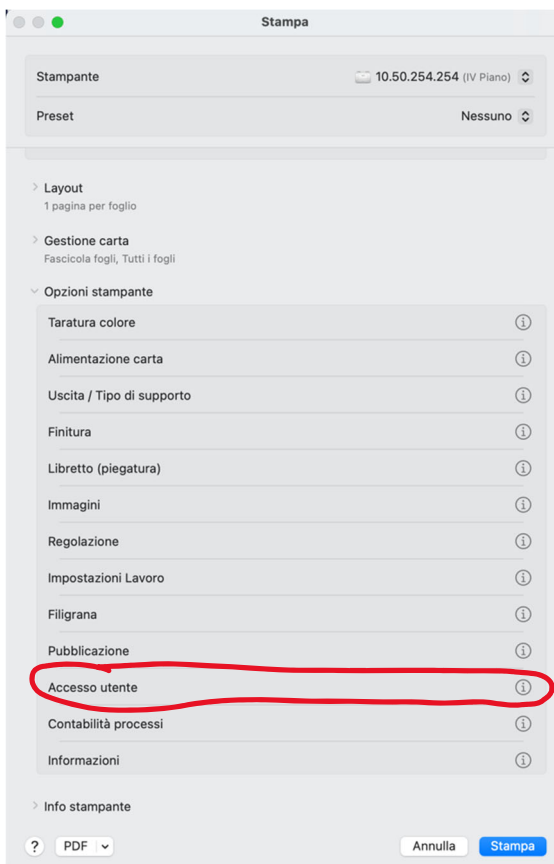 Stampa
Stampante 10.50.254.254 (IV Piano)
Preset Nessuno
Layout
1 pagina per foglio
Gestione carta
Fascicola fogli, Tutti i fogli
Opzioni stampante
Taratura colore
Alimentazione carta
Uscita / Tipo di supporto
Finitura
Libretto (piegatura)
Immagini
Regolazione
Impostazioni Lavoro
Filigrana
Pubblicazione
Accesso utente
Contabilità processi
Informazioni
Info stampante
? PDF Annulla Stampa